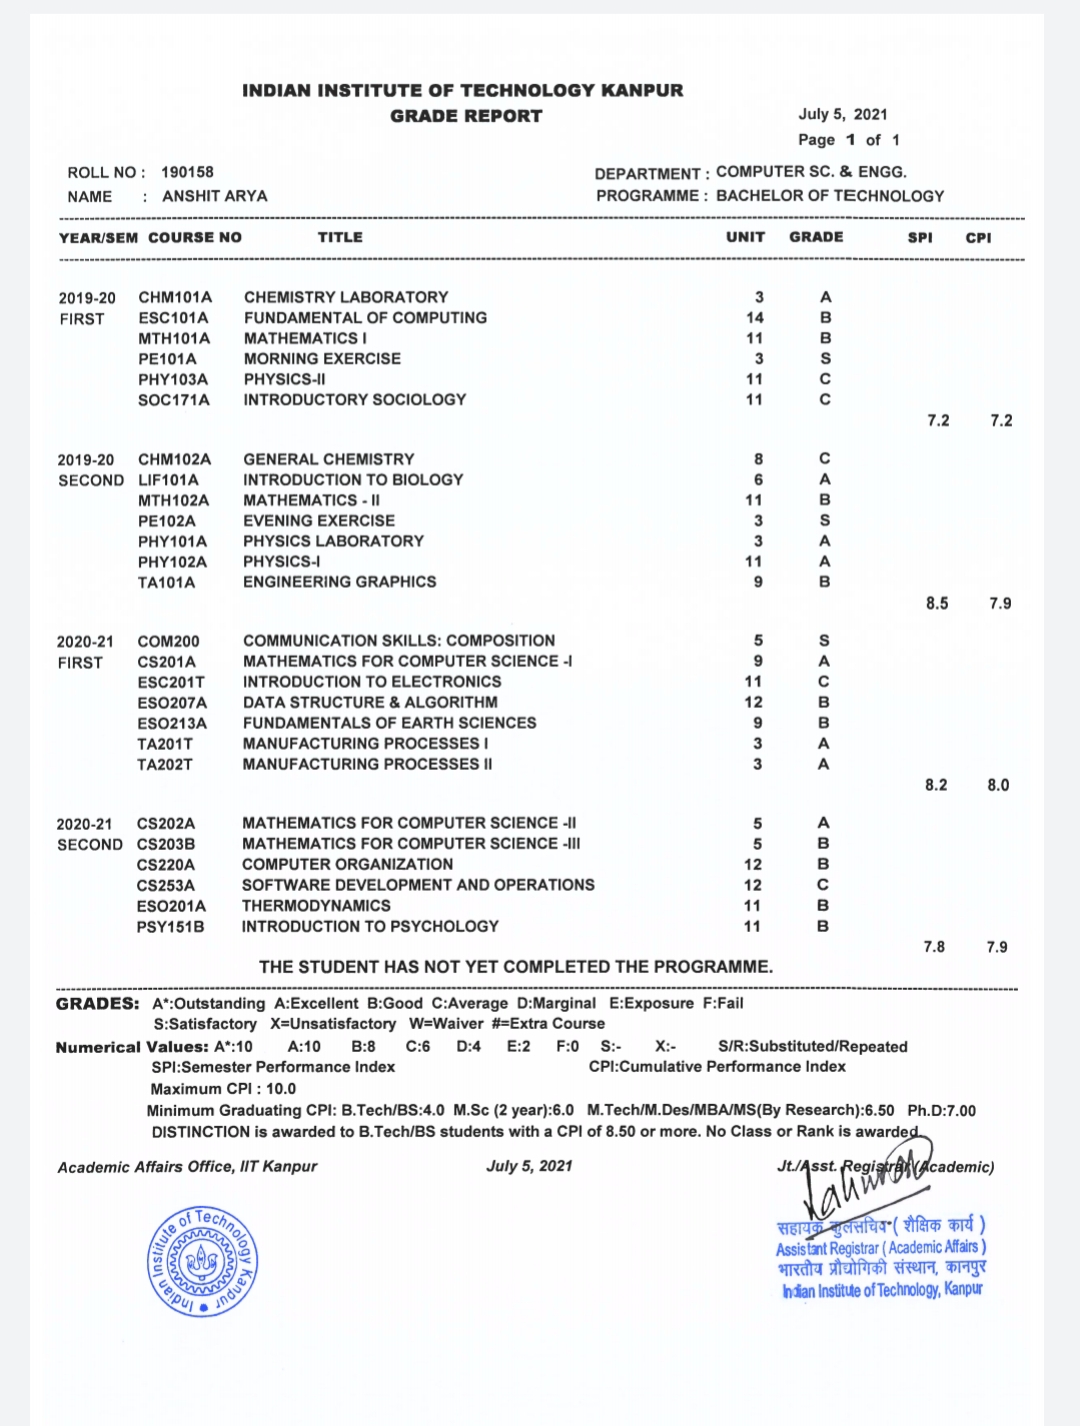 INDIAN INSTITUTE OF TECHNOLOGY KANPUR
GRADE REPORT
July 5, 2021
Page 1 of 1
ROLL NO : 190158
DEPARTMENT : COMPUTER SC. & ENGG.
NAME : ANSHIT ARYA
PROGRAMME : BACHELOR OF TECHNOLOGY
YEAR/SEM COURSE NO TITLE UNIT GRADE SPI CPI
2019-20 CHM101A CHEMISTRY LABORATORY 3 A
FIRST ESC101A FUNDAMENTAL OF COMPUTING 14 B
MTH101A MATHEMATICS I 11 B
PE101A MORNING EXERCISE 3 S
PHY103A PHYSICS-II 11 C
SOC171A INTRODUCTORY SOCIOLOGY 11 C
7.2 7.2
2019-20 CHM102A GENERAL CHEMISTRY 8 C
SECOND LIF101A INTRODUCTION TO BIOLOGY 6 A
MTH102A MATHEMATICS - II 11 B
PE102A EVENING EXERCISE 3 S
PHY101A PHYSICS LABORATORY 3 A
PHY102A PHYSICS-I 11 A
TA101A ENGINEERING GRAPHICS 9 B
8.5 7.9
2020-21 COM200 COMMUNICATION SKILLS: COMPOSITION 5 S
FIRST CS201A MATHEMATICS FOR COMPUTER SCIENCE -I 9 A
ESC201T INTRODUCTION TO ELECTRONICS 11 C
ESO207A DATA STRUCTURE & ALGORITHM 12 B
ESO213A FUNDAMENTALS OF EARTH SCIENCES 9 B
TA201T MANUFACTURING PROCESSES I 3 A
TA202T MANUFACTURING PROCESSES II 3 A
8.2 8.0
2020-21 CS202A MATHEMATICS FOR COMPUTER SCIENCE -II 5 A
SECOND CS203B MATHEMATICS FOR COMPUTER SCIENCE -III 5 B
CS220A COMPUTER ORGANIZATION 12 B
CS253A SOFTWARE DEVELOPMENT AND OPERATIONS 12 C
ESO201A THERMODYNAMICS 11 B
PSY151B INTRODUCTION TO PSYCHOLOGY 11 B
7.8 7.9
THE STUDENT HAS NOT YET COMPLETED THE PROGRAMME.
GRADES: A*:Outstanding A:Excellent B:Good C:Average D:Marginal E:Exposure F:Fail
S:Satisfactory X=Unsatisfactory W=Waiver #=Extra Course
Numerical Values: A*:10 A:10 B:8 C:6 D:4 E:2 F:0 S:- X:- S/R:Substituted/Repeated
SPI:Semester Performance Index CPI:Cumulative Performance Index
Maximum CPI : 10.0
Minimum Graduating CPI: B.Tech/BS:4.0 M.Sc (2 year):6.0 M.Tech/M.Des/MBA/MS(By Research):6.50 Ph.D:7.00
DISTINCTION is awarded to B.Tech/BS students with a CPI of 8.50 or more. No Class or Rank is awarded
Academic Affairs Office, IIT Kanpur July 5, 2021 Jt./Asst. Registrar (Academic)
Indian Institute of Technology Kanpur
सहायक कुलसचिव ( शैक्षिक कार्य )
Assistant Registrar ( Academic Affairs )
भारतीय प्रौद्योगिकी संस्थान, कानपुर
Indian Institute of Technology, Kanpur